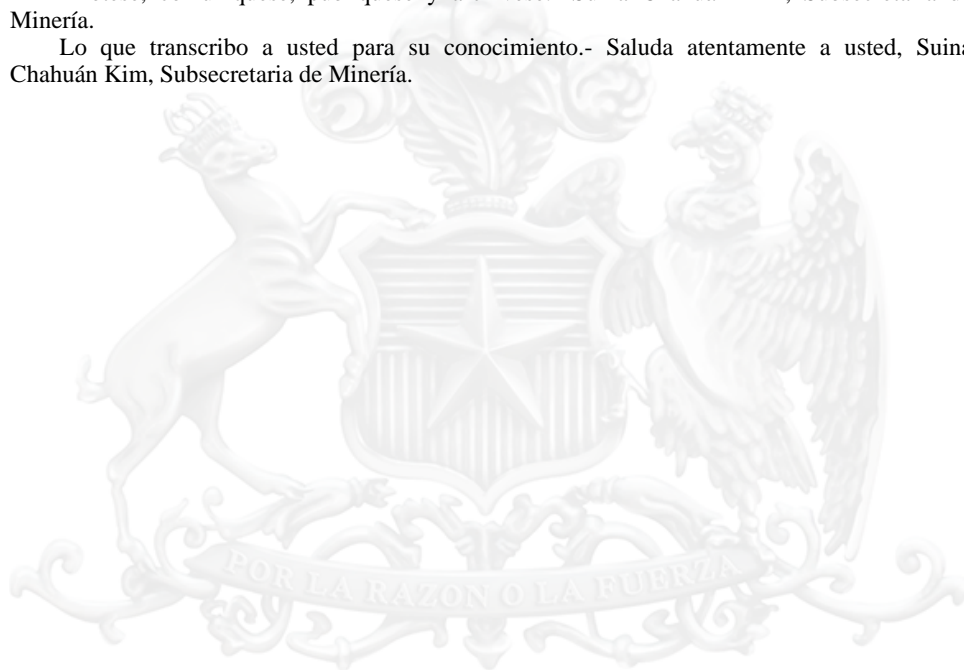 Minería.
Lo que transcribo a usted para su conocimiento.- Saluda atentamente a usted, Suina
Chahuán Kim, Subsecretaria de Minería.
POR LA RAZON O LA FUERZA